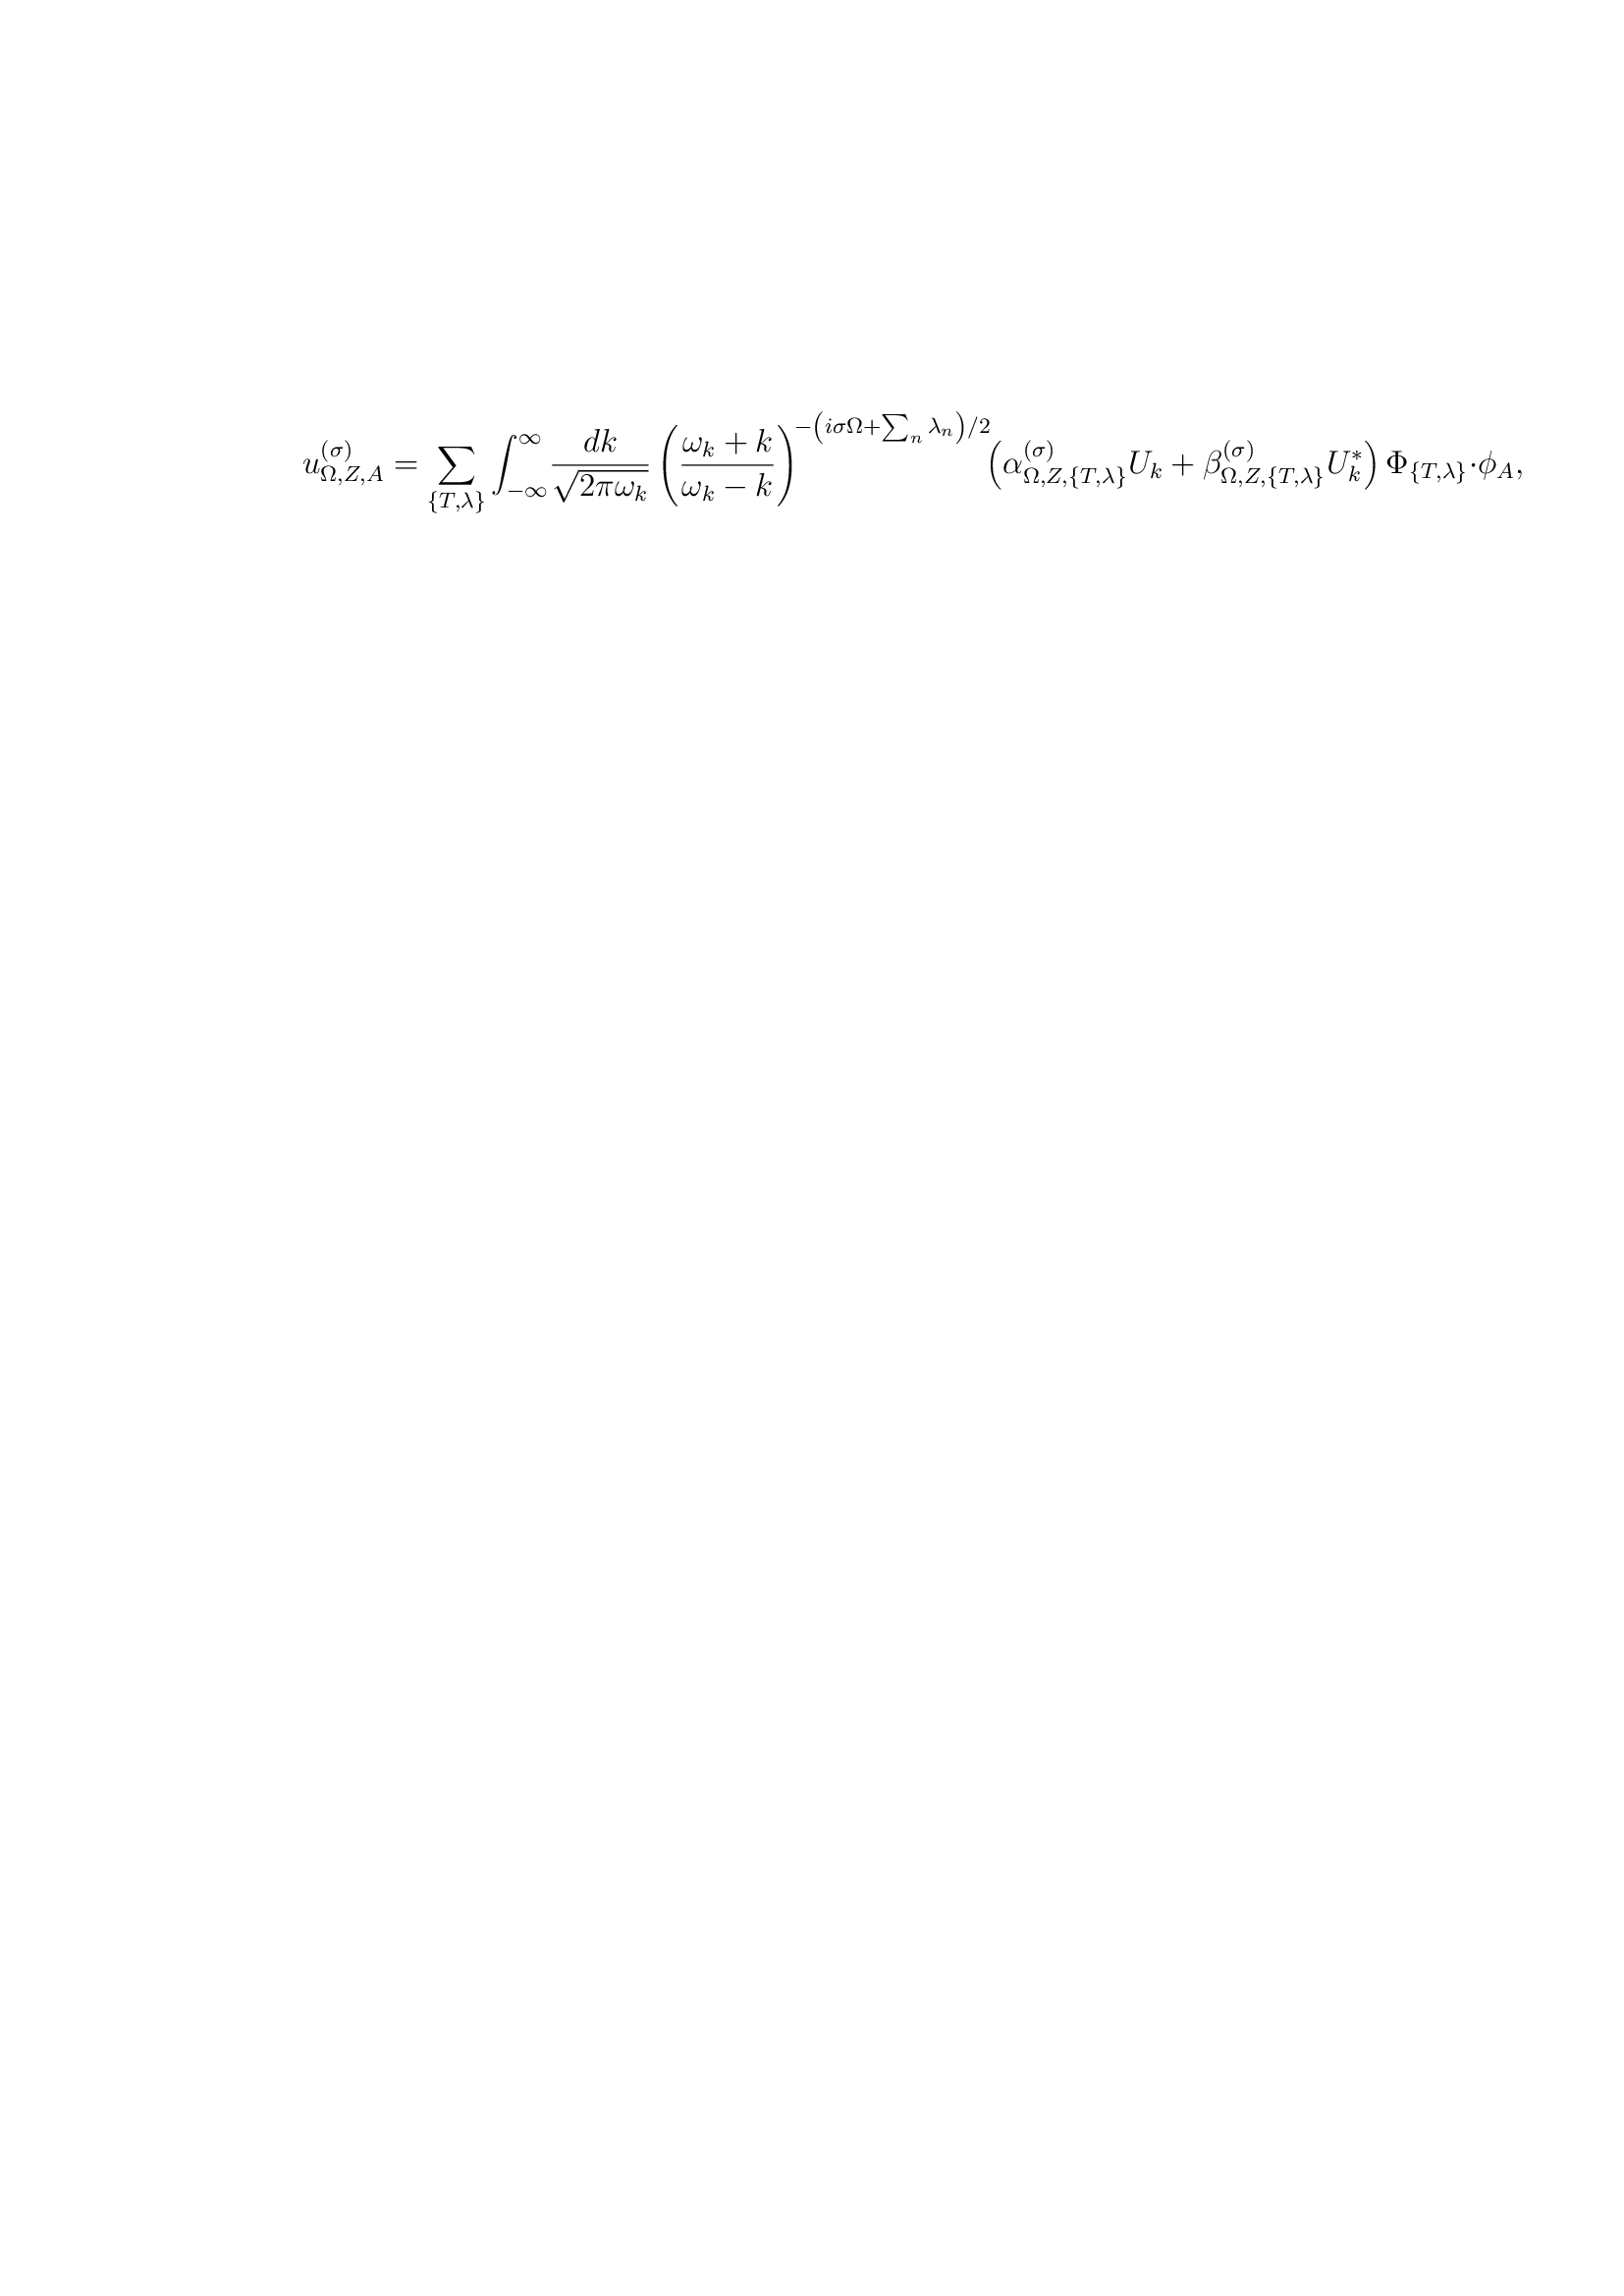 $u^{(\sigma)}_{\Omega,Z,A} = \sum_{\{T,\lambda\}} \int_{-\infty}^{\infty} \frac{dk}{\sqrt{2\pi\omega_k}} \left( \frac{\omega_k + k}{\omega_k - k} \right)^{-\left(i\sigma\Omega + \sum_n \lambda_n\right)/2} \left( \alpha^{(\sigma)}_{\Omega,Z,\{T,\lambda\}} U_k + \beta^{(\sigma)}_{\Omega,Z,\{T,\lambda\}} U_k^* \right) \Phi_{\{T,\lambda\}} \cdot \phi_A,$